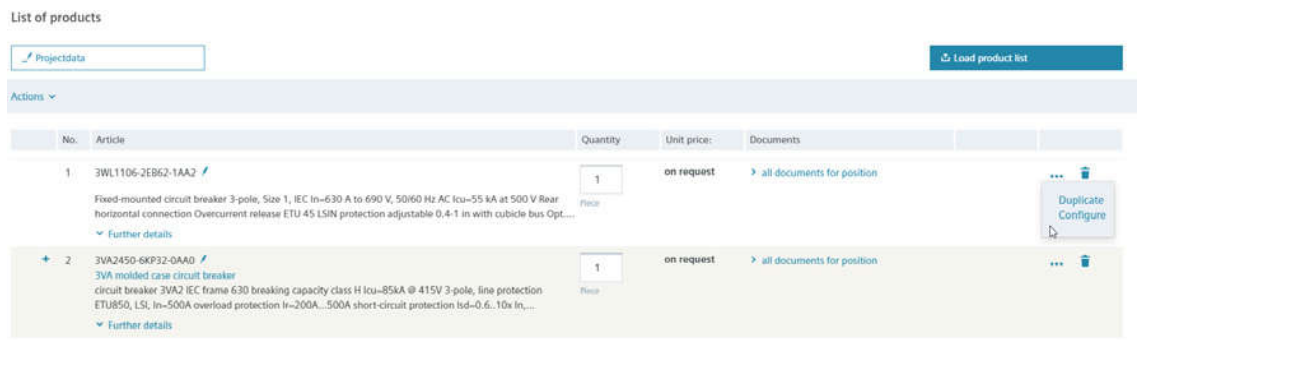 List of products
Projectdata
Load product list
Actions
No. Article Quantity Unit price: Documents
1 3WL1106-2EB62-1AA2 1 on request all documents for position
Fixed-mounted circuit breaker 3-pole, Size 1, IEC In=630 A to 690 V, 50/60 Hz AC Icu=55 kA at 500 V Rear
Piece
horizontal connection Overcurrent release ETU 45 LSIN protection adjustable 0.4-1 in with cubicle bus Opt....
Further details
Duplicate
Configure
2 3VA2450-6KP32-0AA0 1 on request all documents for position
3VA molded case circuit breaker
circuit breaker 3VA2 IEC frame 630 breaking capacity class H Icu=85kA @ 415V 3-pole, line protection
Piece
ETU850, LSI, In=500A overload protection Ir=200A...500A short-circuit protection Isd=0.6..10x In,...
Further details